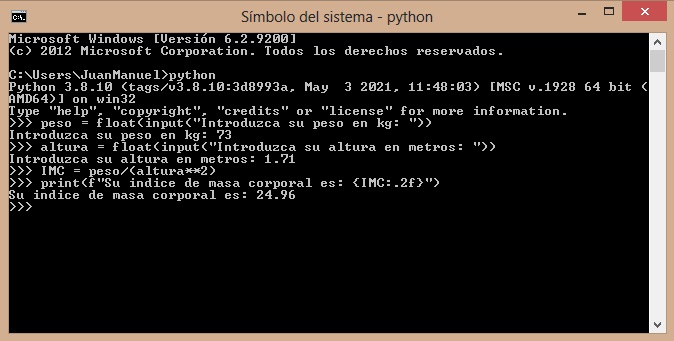 Símbolo del sistema - python
Microsoft Windows [Versión 6.2.9200]
(c) 2012 Microsoft Corporation. Todos los derechos reservados.
C:\Users\JuanManuel>python
Python 3.8.10 (tags/v3.8.10:3d8993a, May  3 2021, 11:48:03) [MSC v.1928 64 bit (
AMD64)] on win32
Type "help", "copyright", "credits" or "license" for more information.
>>> peso = float(input("Introduzca su peso en kg: "))
Introduzca su peso en kg: 73
>>> altura = float(input("Introduzca su altura en metros: "))
Introduzca su altura en metros: 1.71
>>> IMC = peso/(altura**2)
>>> print(f"Su indice de masa corporal es: {IMC:.2f}")
Su indice de masa corporal es: 24.96
>>>